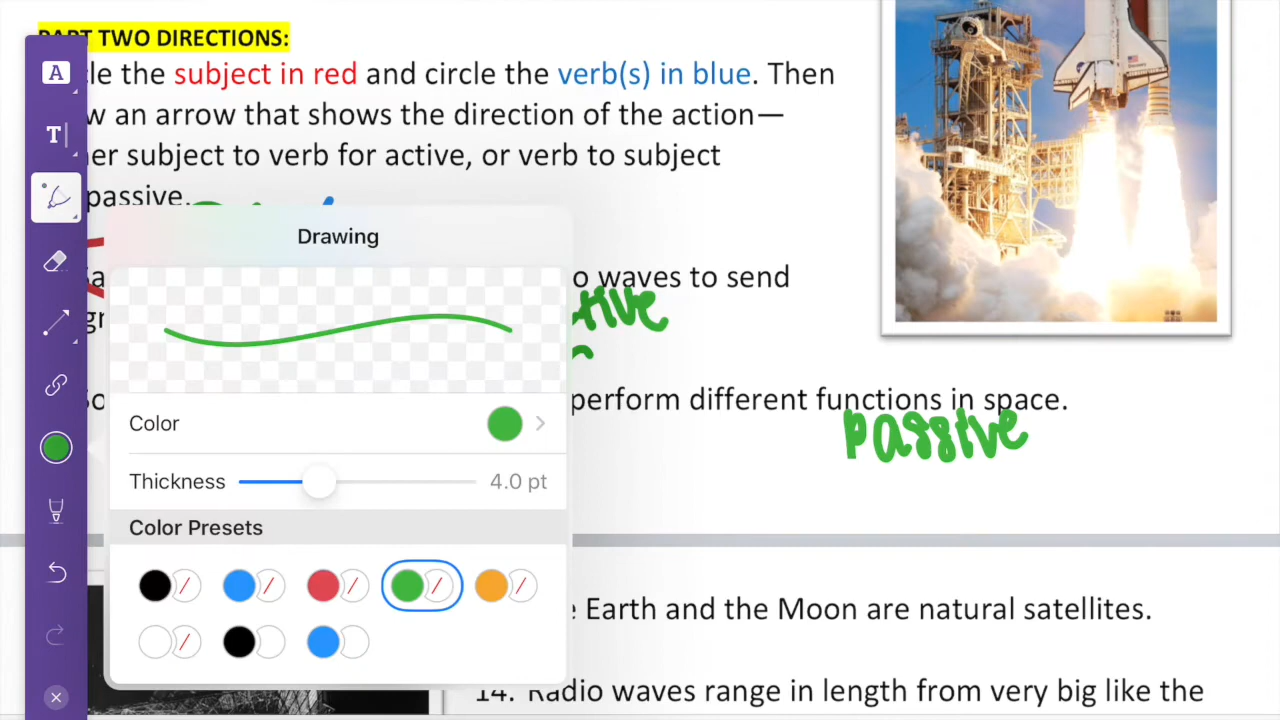 PART TWO DIRECTIONS:
the subject in red and circle the verb(s) in blue. Then
an arrow that shows the direction of the action—
subject to verb for active, or verb to subject
passive.
Drawing
waves to send
Color
perform different functions in space.
passive
Thickness 4.0 pt
Color Presets
Earth and the Moon are natural satellites.
14. Radio waves range in length from very big like the
A
T